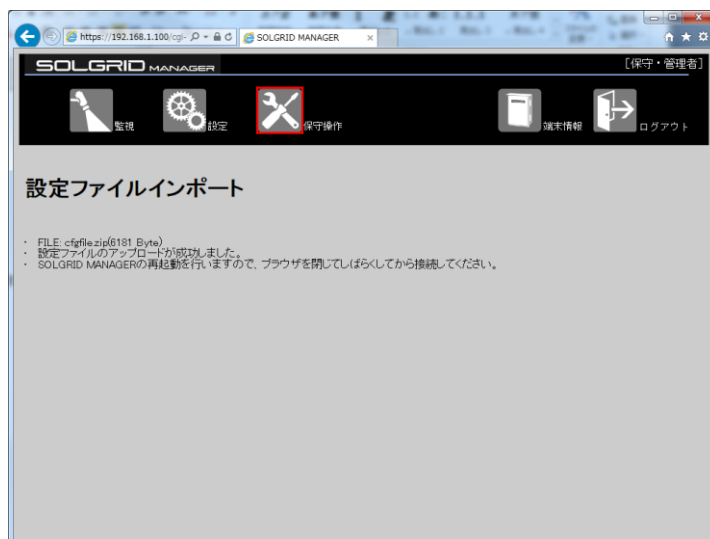 https://192.168.1.100/cgi-
SOLGRID MANAGER
SOLGRID MANAGER
[保守・管理者]
監視
設定
保守操作
端末情報
ログアウト
設定ファイルインポート
・ FILE: cfgfile.zip(6181 Byte)
・ 設定ファイルのアップロードが成功しました。
・ SOLGRID MANAGERの再起動を行いますので、ブラウザを閉じてしばらくしてから接続してください。